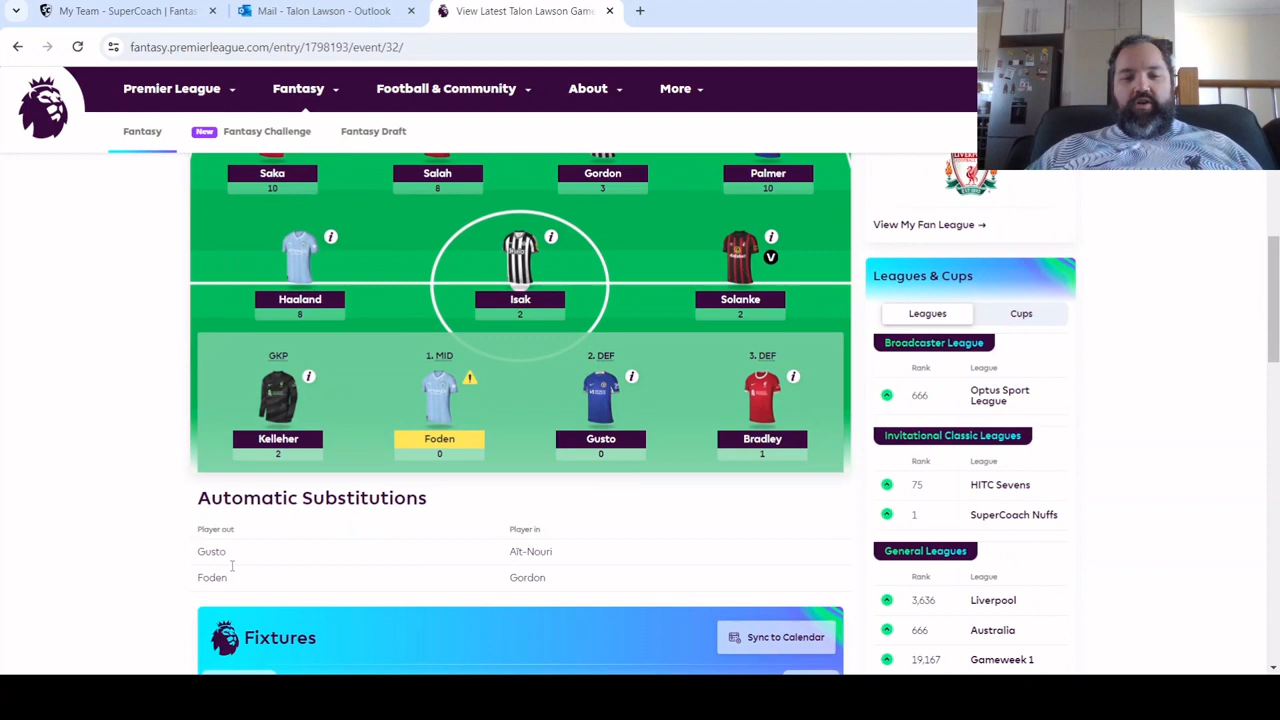 My Team - SuperCoach | Fantas
Mail - Talon Lawson - Outlook
View Latest Talon Lawson Game
fantasy.premierleague.com/entry/1798193/event/32/
Premier League
Fantasy
Football & Community
About
More
Fantasy
New
Fantasy Challenge
Fantasy Draft
Saka
Salah
Gordon
Palmer
10
8
3
10
View My Fan League →
Haaland
Isak
Solanke
8
2
2
V
Leagues & Cups
Leagues
Cups
Broadcaster League
Rank
League
666
Optus Sport
League
GKP
1. MID
2. DEF
3. DEF
Kelleher
Foden
Gusto
Bradley
2
0
0
1
Invitational Classic Leagues
Rank
League
75
HITC Sevens
1
SuperCoach Nuffs
Automatic Substitutions
Player out
Player in
Gusto
Aït-Nouri
Foden
Gordon
General Leagues
Rank
League
3,636
Liverpool
666
Australia
19,167
Gameweek 1
Fixtures
Sync to Calendar